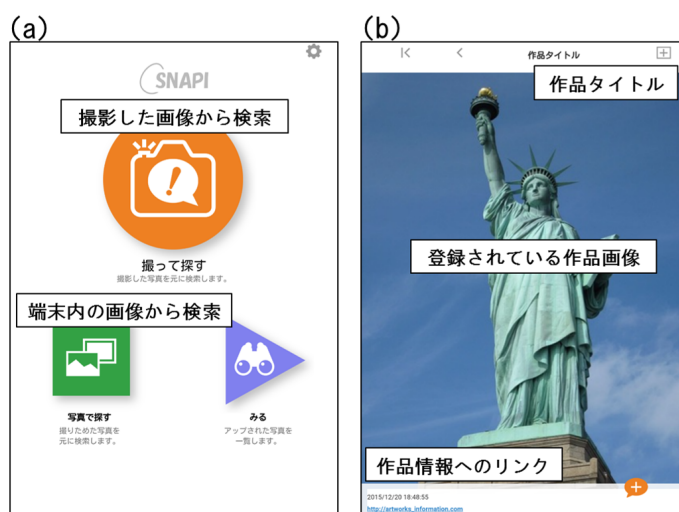 (a)
SNAPI
撮影した画像から検索
撮って探す
撮影した写真を元に検索します。
端末内の画像から検索
写真で探す
撮りためた写真を
元に検索します。
みる
アップされた写真を
一覧します。
(b)
作品タイトル
作品タイトル
登録されている作品画像
作品情報へのリンク
2015/12/20 18:48:55
http://artworks_information.com